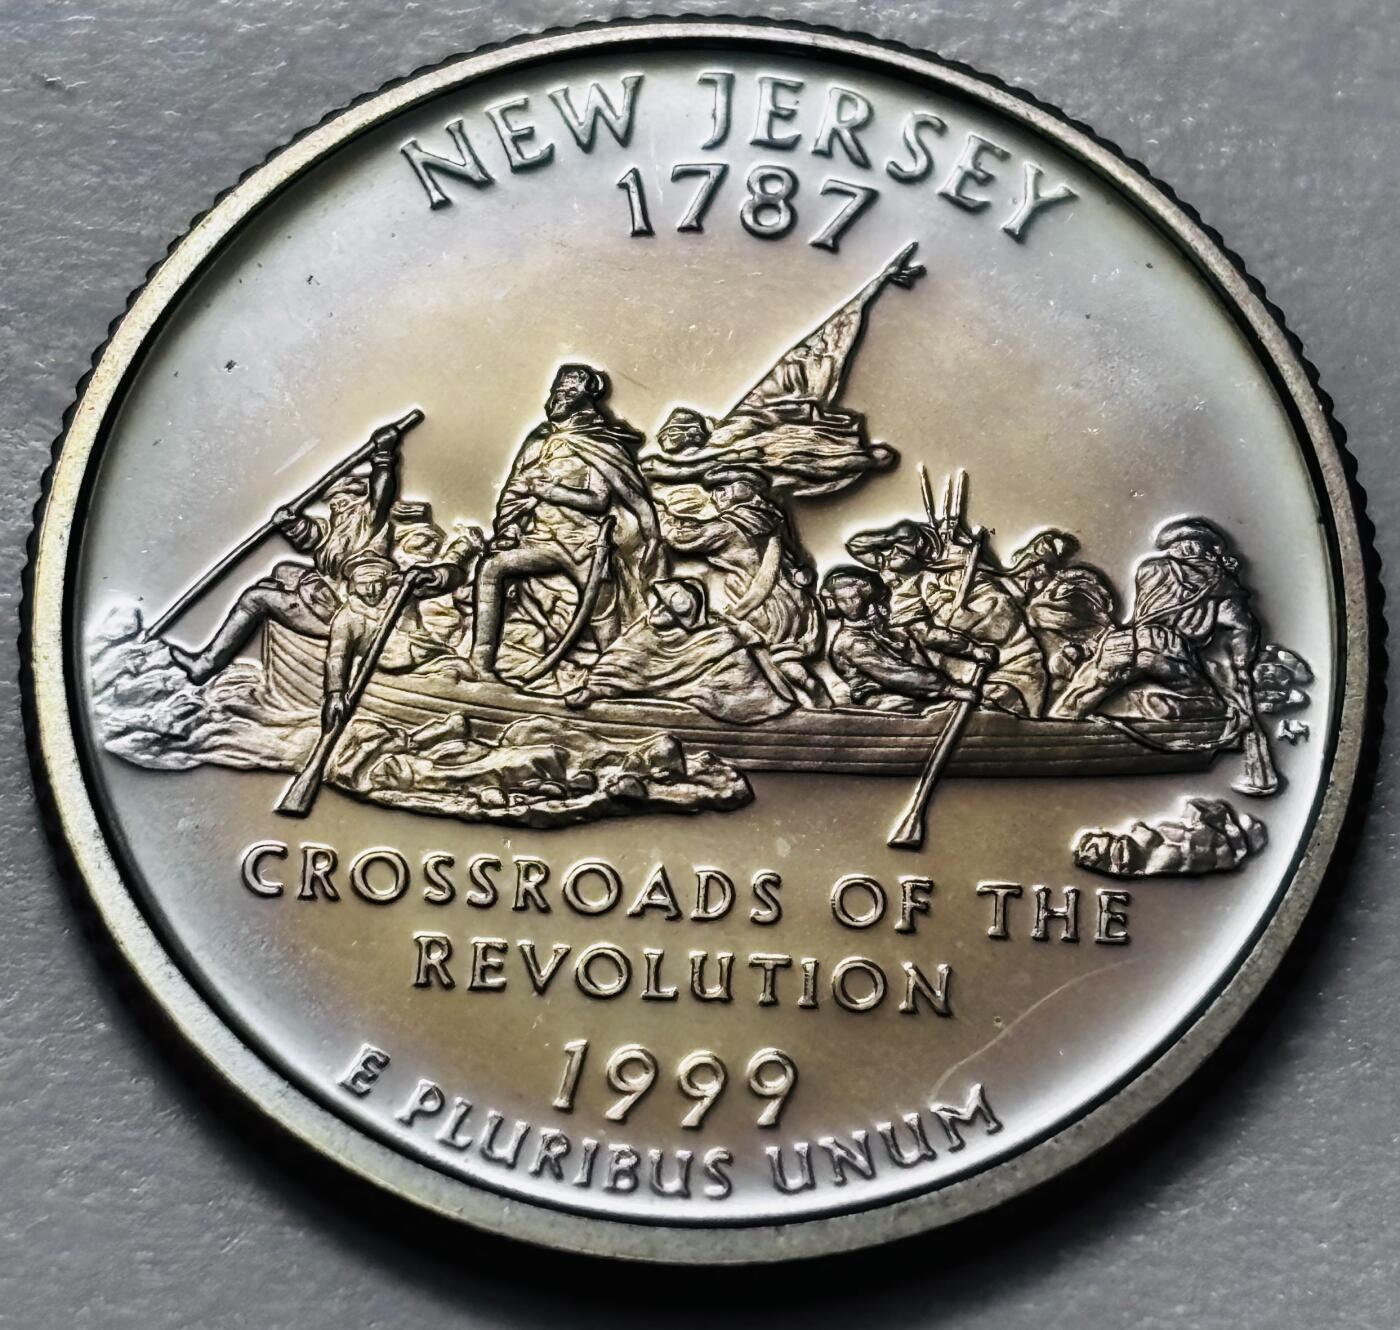 NEW JERSEY
1787
CROSSROADS OF THE
REVOLUTION
1999
E PLURIBUS UNUM